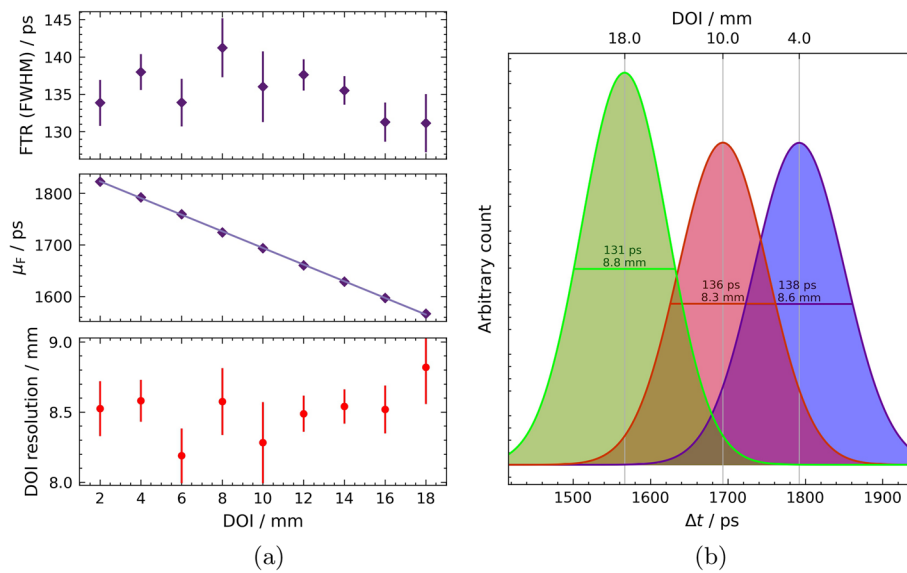 145
140
135
130
FTR (FWHM) / ps
1800
1700
1600
μF / ps
9.0
8.5
8.0
DOI resolution / mm
2 4 6 8 10 12 14 16 18
DOI / mm
(a)
DOI / mm
18.0 10.0 4.0
Arbitrary count
131 ps
8.8 mm
136 ps
8.3 mm
138 ps
8.6 mm
1500 1600 1700 1800 1900
Δt / ps
(b)